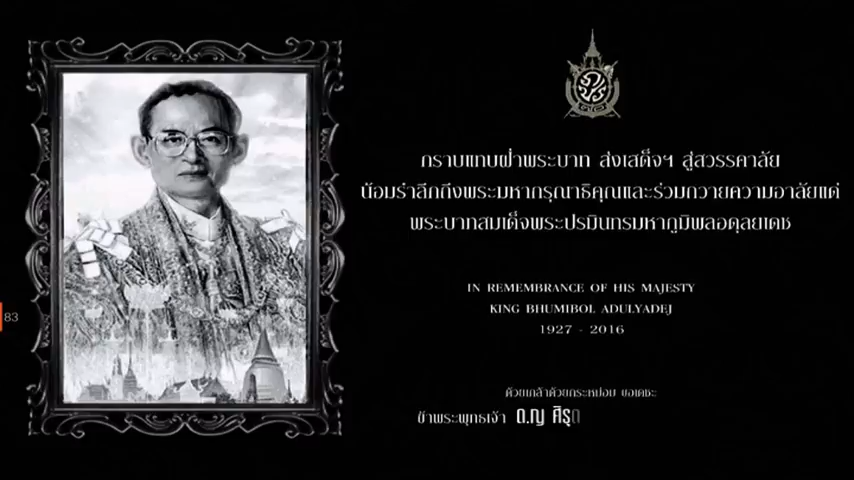 กราบแทบฝ่าพระบาท ส่งเสด็จฯ สู่สวรรคาลัย
น้อมรำลึกถึงพระมหากรุณาธิคุณและร่วมถวายความอาลัยแด่
พระบาทสมเด็จพระปรมินทรมหาภูมิพลอดุลยเดช
IN REMEMBRANCE OF HIS MAJESTY
KING BHUMIBOL ADULYADEJ
1927 - 2016
ด้วยเกล้าด้วยกระหม่อม ขอเดชะ
ข้าพระพุทธเจ้า ด.ญ ศิรุ
83